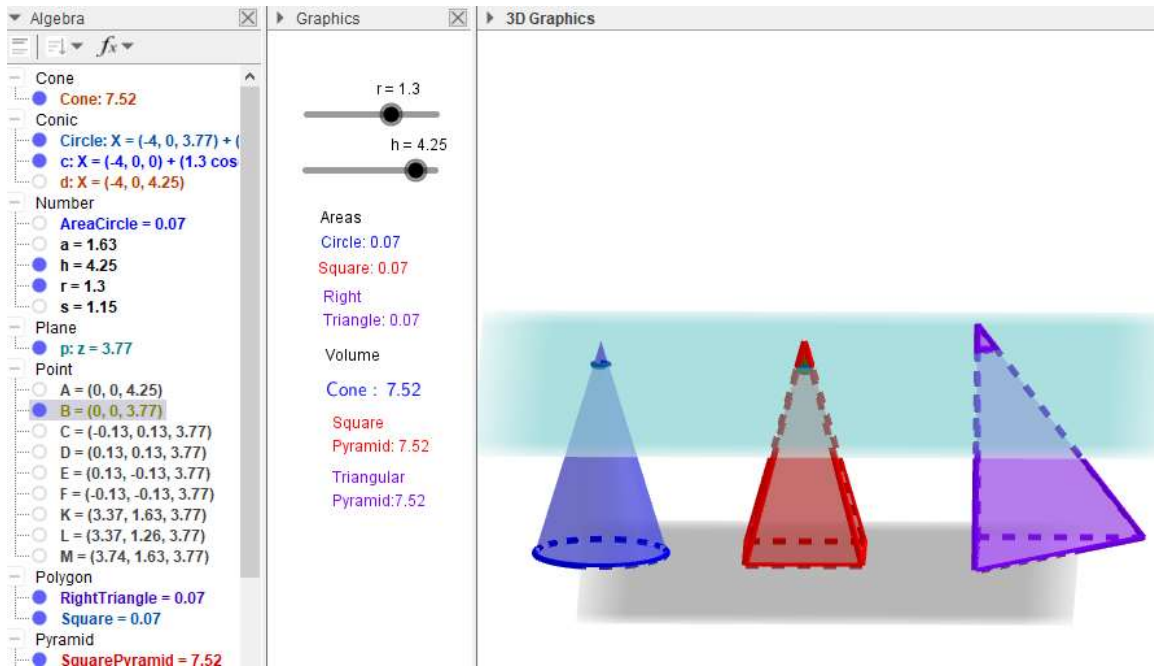 Algebra
Graphics
3D Graphics
fx
Cone
Cone: 7.52
Conic
Circle: X = (-4, 0, 3.77) + (
c: X = (-4, 0, 0) + (1.3 cos
d: X = (-4, 0, 4.25)
Number
AreaCircle = 0.07
a = 1.63
h = 4.25
r = 1.3
s = 1.15
Plane
p: z = 3.77
Point
A = (0, 0, 4.25)
B = (0, 0, 3.77)
C = (-0.13, 0.13, 3.77)
D = (0.13, 0.13, 3.77)
E = (0.13, -0.13, 3.77)
F = (-0.13, -0.13, 3.77)
K = (3.37, 1.63, 3.77)
L = (3.37, 1.26, 3.77)
M = (3.74, 1.63, 3.77)
Polygon
RightTriangle = 0.07
Square = 0.07
Pyramid
SquarePyramid = 7.52
r = 1.3
h = 4.25
Areas
Circle: 0.07
Square: 0.07
Right
Triangle: 0.07
Volume
Cone : 7.52
Square
Pyramid: 7.52
Triangular
Pyramid:7.52